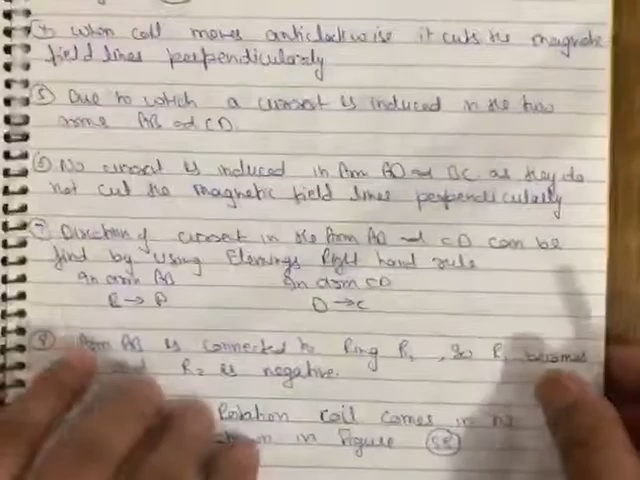 ④ when coil moves anticlockwise it cuts the magnetic
field lines perpendicularly
⑤ Due to which a current is induced in the two
arms AB and CD.
⑥ No current is induced in Arm AD and BC as they do
not cut the magnetic field lines perpendicularly
⑦ Direction of current in the Arm AB and CD can be
find by using Flemings Right hand rule
In arm AB In arm CD
B → A D → C
⑧ Arm AB is connected to Ring R₁, so R₁ becomes
R₂ is negative.
Rotation coil comes in
in Figure